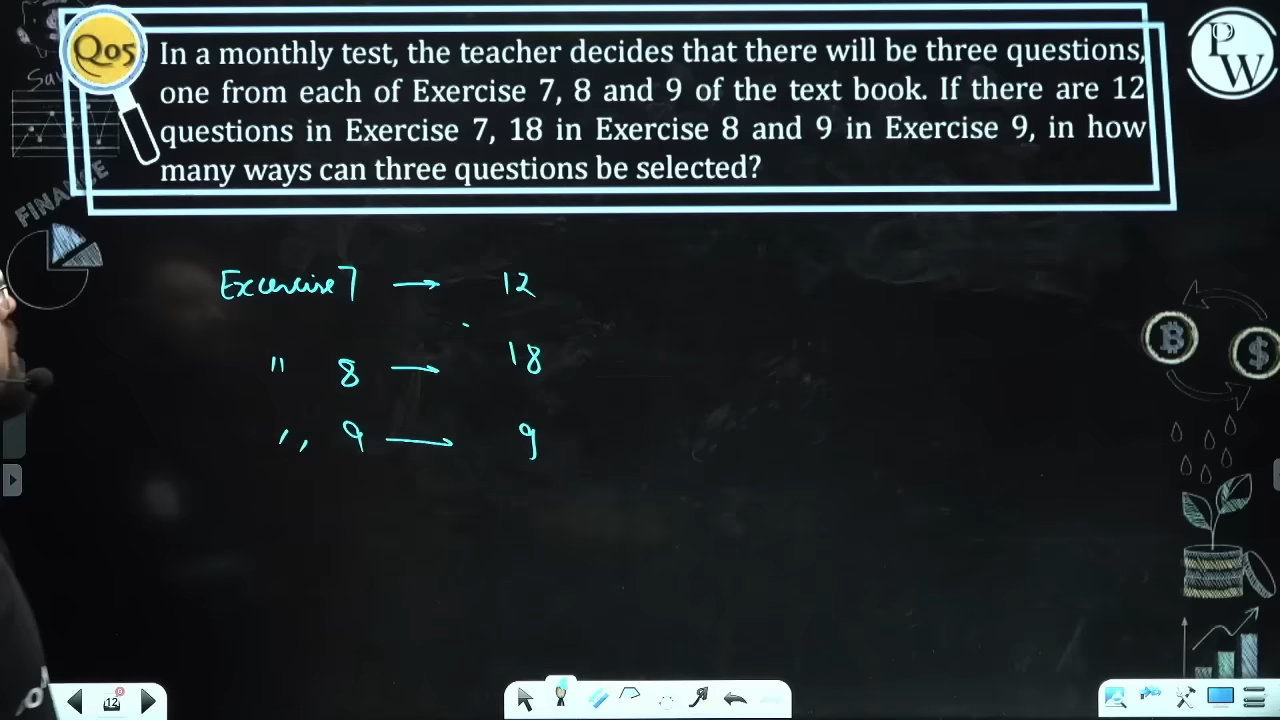 Q05
In a monthly test, the teacher decides that there will be three questions,
one from each of Exercise 7, 8 and 9 of the text book. If there are 12
questions in Exercise 7, 18 in Exercise 8 and 9 in Exercise 9, in how
many ways can three questions be selected?
PW
FINANCE
Excercise 7 → 12
" 8 → 18
" 9 → 9
12